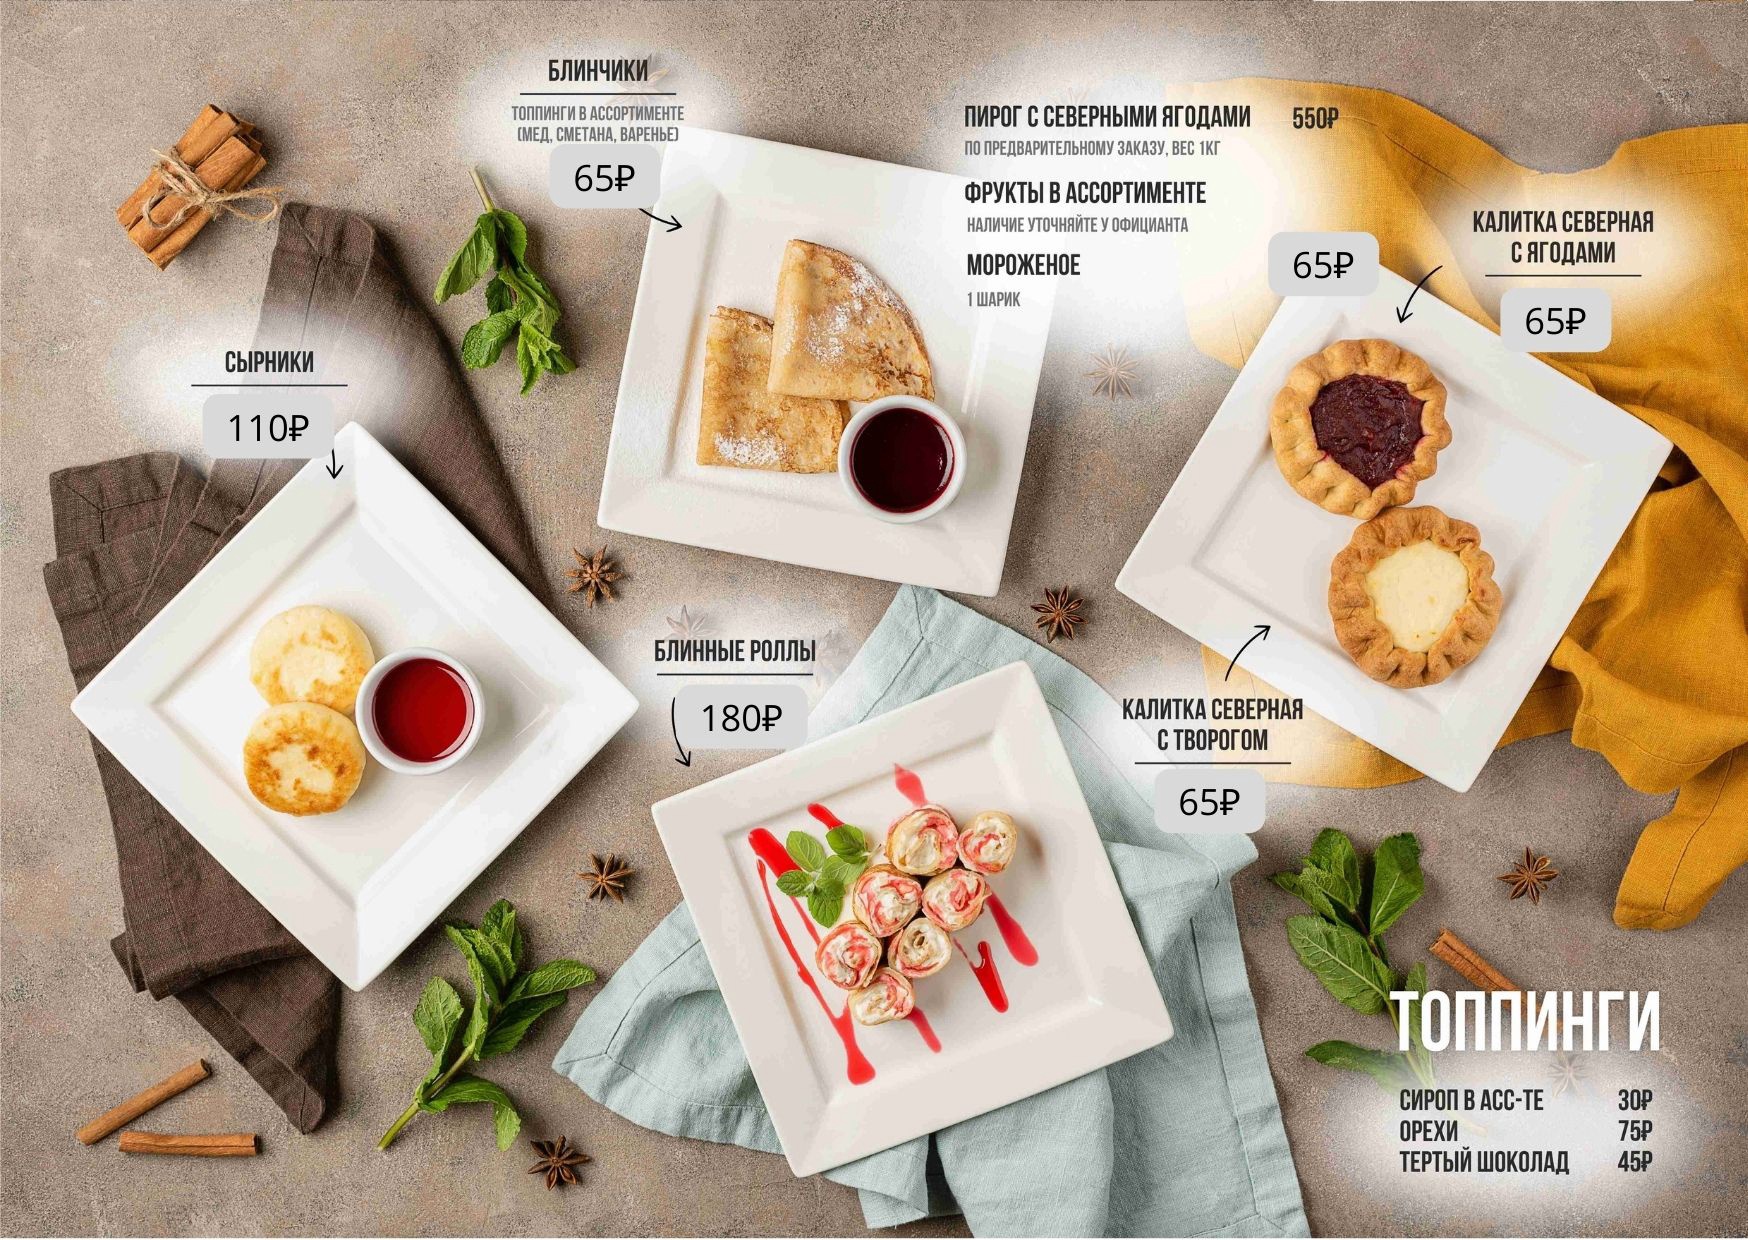 БЛИНЧИКИ
ТОППИНГИ В АССОРТИМЕНТЕ
(МЕД, СМЕТАНА, ВАРЕНЬЕ)
65₽
ПИРОГ С СЕВЕРНЫМИ ЯГОДАМИ 550₽
ПО ПРЕДВАРИТЕЛЬНОМУ ЗАКАЗУ, ВЕС 1КГ
ФРУКТЫ В АССОРТИМЕНТЕ
НАЛИЧИЕ УТОЧНЯЙТЕ У ОФИЦИАНТА
МОРОЖЕНОЕ 65₽
1 ШАРИК
КАЛИТКА СЕВЕРНАЯ
С ЯГОДАМИ
65₽
СЫРНИКИ
110₽
БЛИННЫЕ РОЛЛЫ
180₽
КАЛИТКА СЕВЕРНАЯ
С ТВОРОГОМ
65₽
ТОППИНГИ
СИРОП В АСС-ТЕ 30₽
ОРЕХИ 75₽
ТЕРТЫЙ ШОКОЛАД 45₽